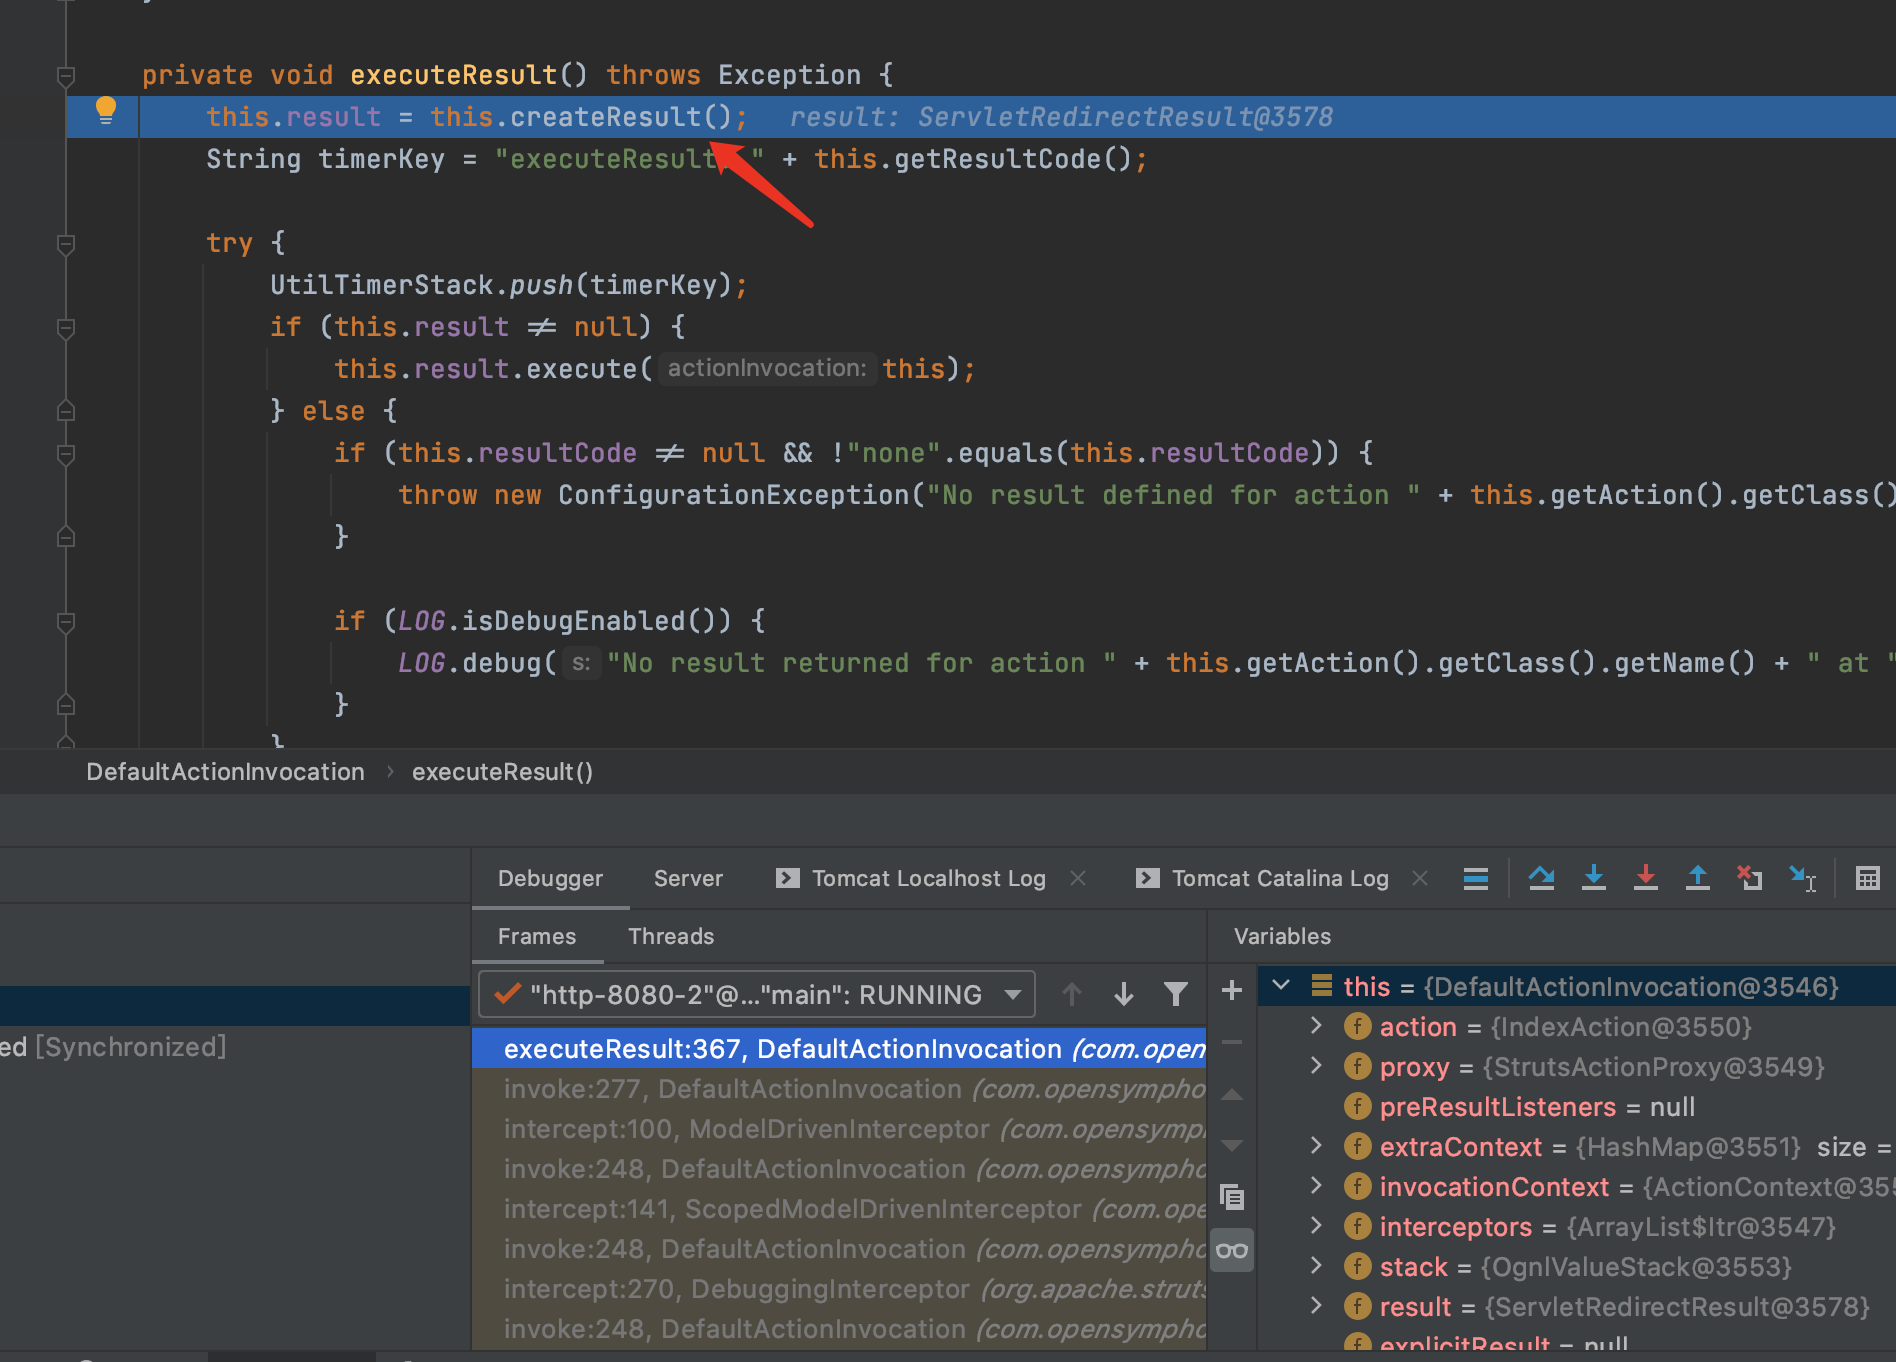 private void executeResult() throws Exception {
this.result = this.createResult(); result: ServletRedirectResult@3578
String timerKey = "executeResult: " + this.getResultCode();
try {
UtilTimerStack.push(timerKey);
if (this.result ≠ null) {
this.result.execute( actionInvocation: this);
} else {
if (this.resultCode ≠ null && !"none".equals(this.resultCode)) {
throw new ConfigurationException("No result defined for action " + this.getAction().getClass()
}
if (LOG.isDebugEnabled()) {
LOG.debug( s: "No result returned for action " + this.getAction().getClass().getName() + " at "
}
}
DefaultActionInvocation › executeResult()
Debugger Server Tomcat Localhost Log Tomcat Catalina Log
Frames Threads Variables
"http-8080-2"@..."main": RUNNING
ed [Synchronized]
executeResult:367, DefaultActionInvocation (com.open
invoke:277, DefaultActionInvocation (com.opensympho
intercept:100, ModelDrivenInterceptor (com.opensymp
invoke:248, DefaultActionInvocation (com.opensympho
intercept:141, ScopedModelDrivenInterceptor (com.ope
invoke:248, DefaultActionInvocation (com.opensympho
intercept:270, DebuggingInterceptor (org.apache.struts
invoke:248, DefaultActionInvocation (com.opensympho
this = {DefaultActionInvocation@3546}
action = {IndexAction@3550}
proxy = {StrutsActionProxy@3549}
preResultListeners = null
extraContext = {HashMap@3551} size =
invocationContext = {ActionContext@355
interceptors = {ArrayList$Itr@3547}
stack = {OgnlValueStack@3553}
result = {ServletRedirectResult@3578}
explicitResult = null